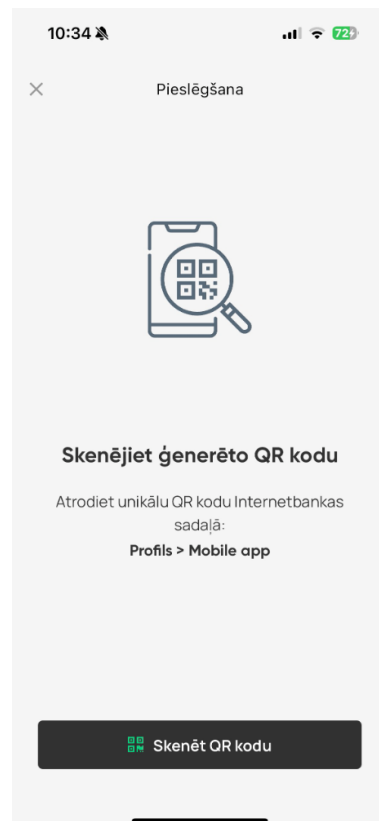 10:34
72
Pieslēgšana
Skenējiet ģenerēto QR kodu
Atrodiet unikālu QR kodu Internetbankas
sadaļā:
Profils > Mobile app
Skenēt QR kodu